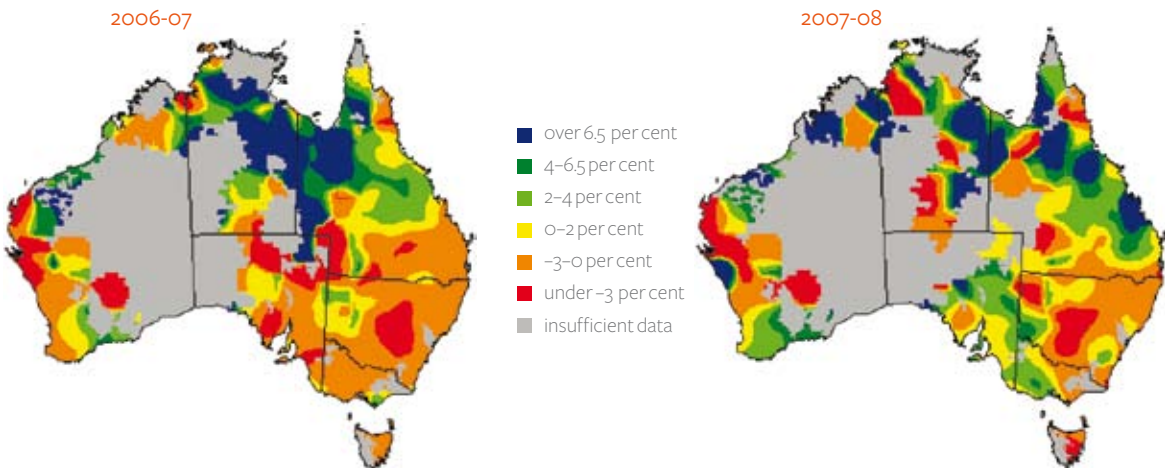 2006-07
2007-08
over 6.5 per cent
4–6.5 per cent
2–4 per cent
0–2 per cent
–3–0 per cent
under –3 per cent
insufficient data